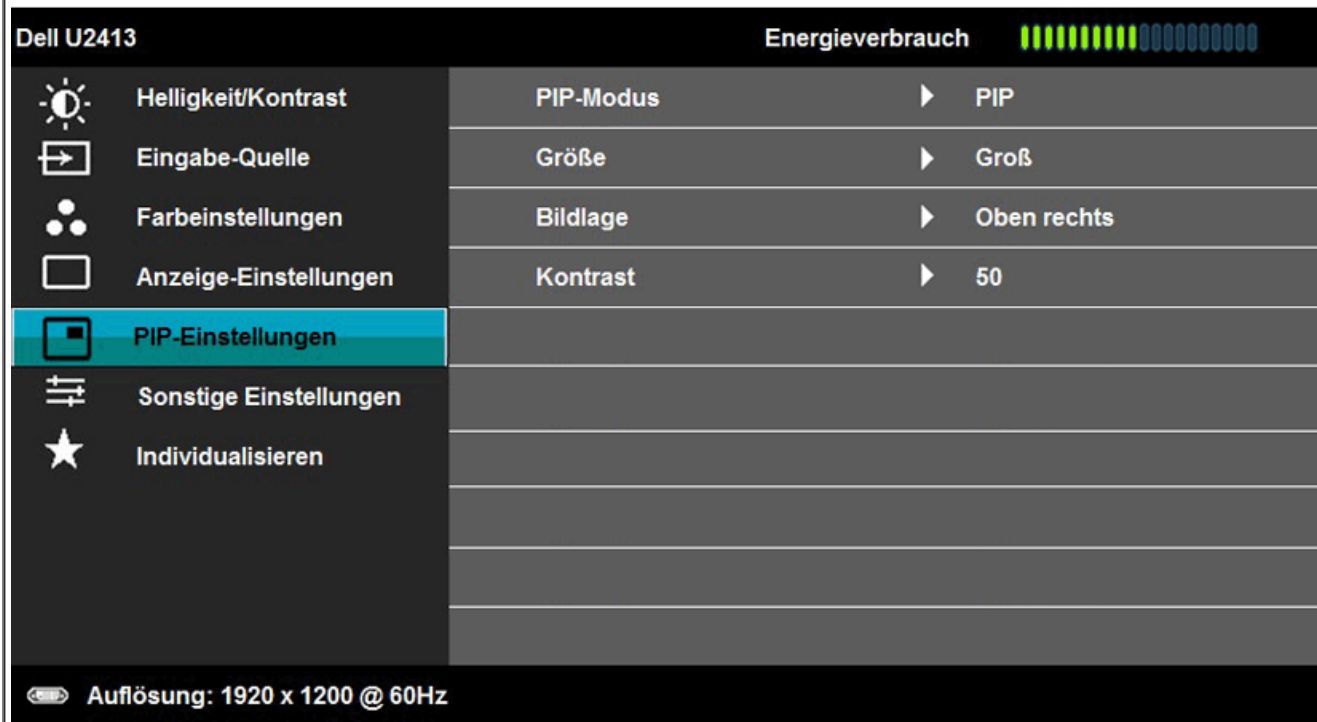 Dell U2413 Energieverbrauch
Helligkeit/Kontrast PIP-Modus PIP
Eingabe-Quelle Größe Groß
Farbeinstellungen Bildlage Oben rechts
Anzeige-Einstellungen Kontrast 50
PIP-Einstellungen
Sonstige Einstellungen
Individualisieren
Auflösung: 1920 x 1200 @ 60Hz